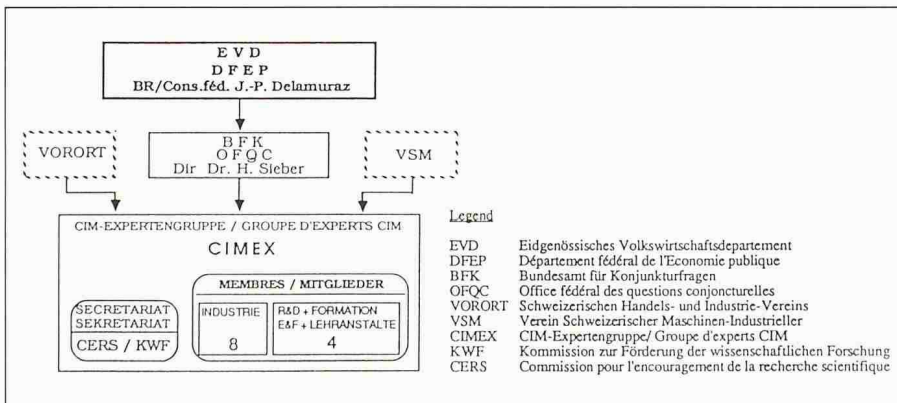 E V D
D F E P
BR/Cons.féd. J.-P. Delamuraz
VORORT
B F K
O F Q C
Dir Dr. H. Sieber
VSM
CIM-EXPERTENGRUPPE / GROUPE D'EXPERTS CIM
CIMEX
SECRETARIAT
SEKRETARIAT
CERS / KWF
MEMBRES / MITGLIEDER
INDUSTRIE
8
R&D + FORMATION
E&F + LEHRANSTALTE
4
Legend
EVD Eidgenössisches Volkswirtschaftsdepartement
DFEP Département fédéral de l'Economie publique
BFK Bundesamt für Konjunkturfragen
OFQC Office fédéral des questions conjoncturelles
VORORT Schweizerischen Handels- und Industrie-Vereins
VSM Verein Schweizerischer Maschinen-Industrieller
CIMEX CIM-Expertengruppe/ Groupe d'experts CIM
KWF Kommission zur Förderung der wissenschaftlichen Forschung
CERS Commission pour l'encouragement de la recherche scientifique